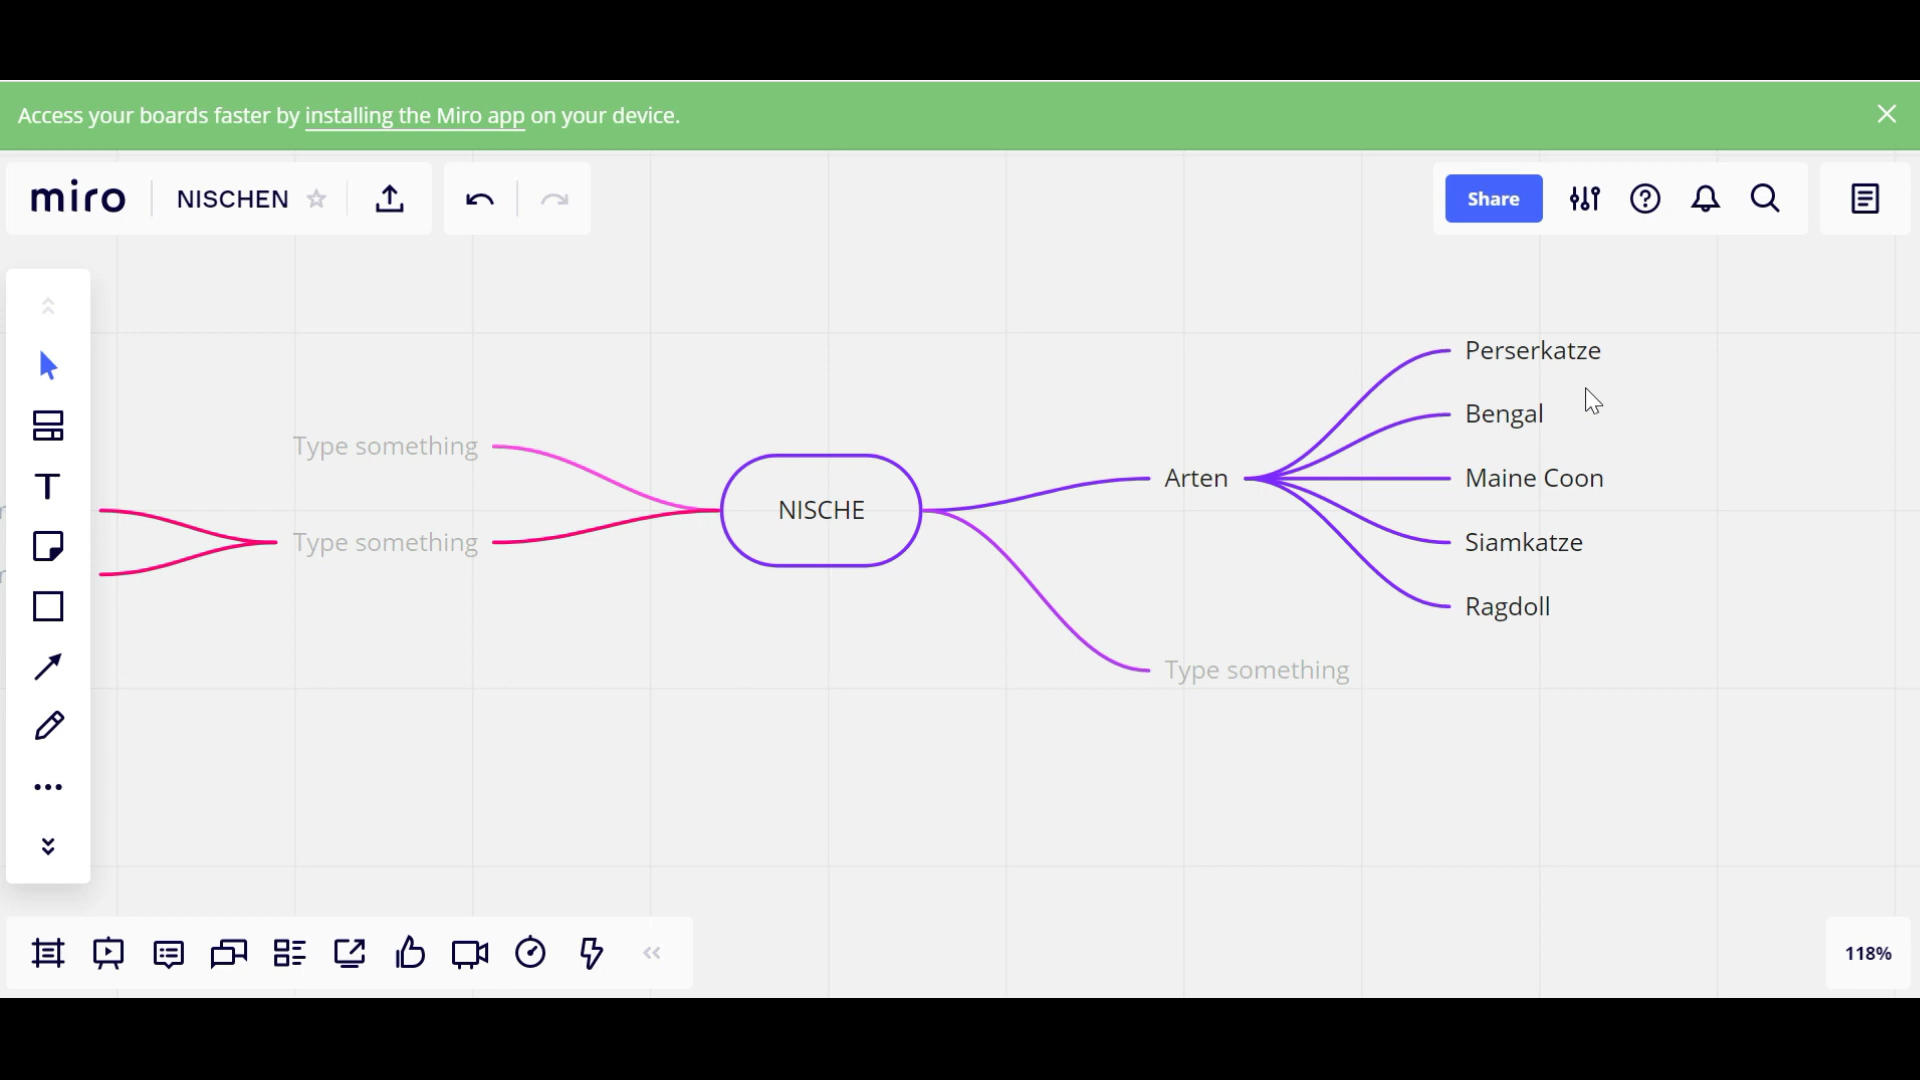 Access your boards faster by installing the Miro app on your device.
miro
NISCHEN
Share
Type something
Type something
NISCHE
Arten
Perserkatze
Bengal
Maine Coon
Siamkatze
Ragdoll
Type something
118%